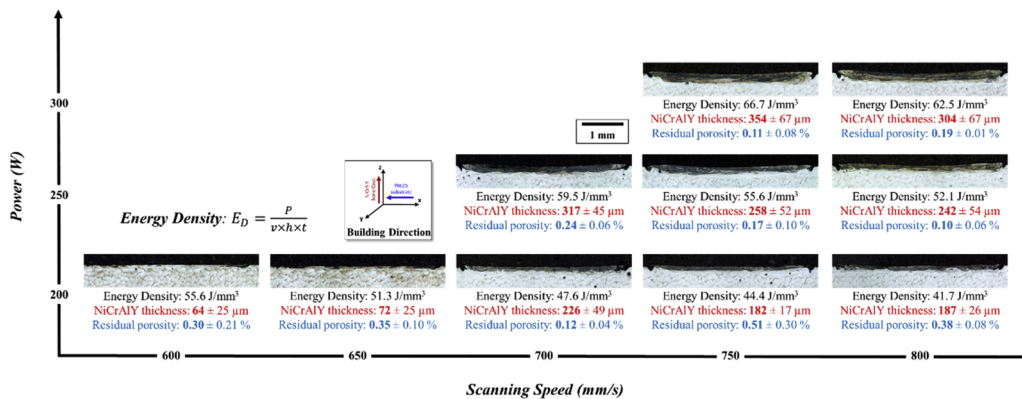 Power (W)
300
250
200
Energy Density: 66.7 J/mm³
NiCrAlY thickness: 354 ± 67 µm
Residual porosity: 0.11 ± 0.08 %
Energy Density: 62.5 J/mm³
NiCrAlY thickness: 304 ± 67 µm
Residual porosity: 0.19 ± 0.01 %
1 mm
Energy Density: E_D = P / v×h×t
z
y
x
Building Direction
Energy Density: 59.5 J/mm³
NiCrAlY thickness: 317 ± 45 µm
Residual porosity: 0.24 ± 0.06 %
Energy Density: 55.6 J/mm³
NiCrAlY thickness: 258 ± 52 µm
Residual porosity: 0.17 ± 0.10 %
Energy Density: 52.1 J/mm³
NiCrAlY thickness: 242 ± 54 µm
Residual porosity: 0.10 ± 0.06 %
Energy Density: 55.6 J/mm³
NiCrAlY thickness: 64 ± 25 µm
Residual porosity: 0.30 ± 0.21 %
Energy Density: 51.3 J/mm³
NiCrAlY thickness: 72 ± 25 µm
Residual porosity: 0.35 ± 0.10 %
Energy Density: 47.6 J/mm³
NiCrAlY thickness: 226 ± 49 µm
Residual porosity: 0.12 ± 0.04 %
Energy Density: 44.4 J/mm³
NiCrAlY thickness: 182 ± 17 µm
Residual porosity: 0.51 ± 0.30 %
Energy Density: 41.7 J/mm³
NiCrAlY thickness: 187 ± 26 µm
Residual porosity: 0.38 ± 0.08 %
600
650
700
750
800
Scanning Speed (mm/s)